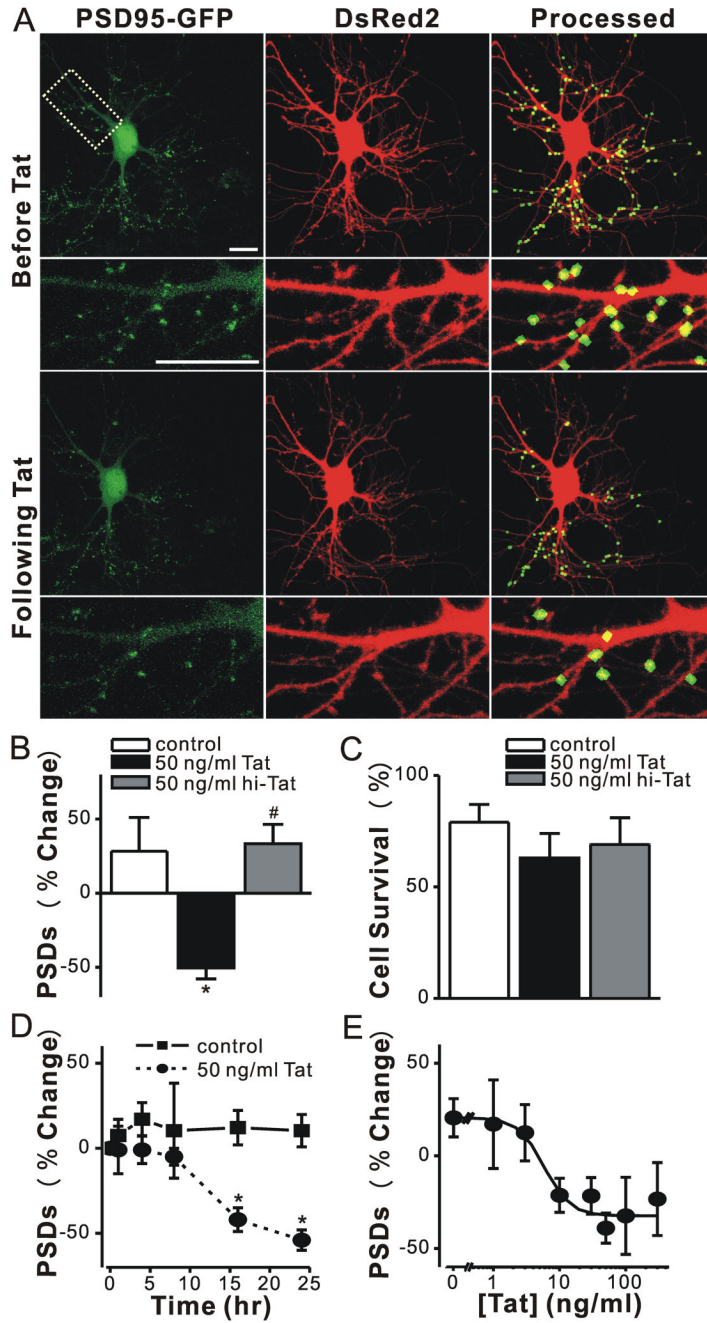 A
PSD95-GFP
DsRed2
Processed
Before Tat
Following Tat
B
control
50 ng/ml Tat
50 ng/ml hi-Tat
PSDs ( % Change)
50
0
-50
#
*
C
control
50 ng/ml Tat
50 ng/ml hi-Tat
Cell Survival ( %)
100
50
0
D
control
50 ng/ml Tat
PSDs ( % Change)
50
0
-50
*
*
0 5 10 15 20 25
Time (hr)
E
PSDs ( % Change)
50
0
-50
0 1 10 100
[Tat] (ng/ml)